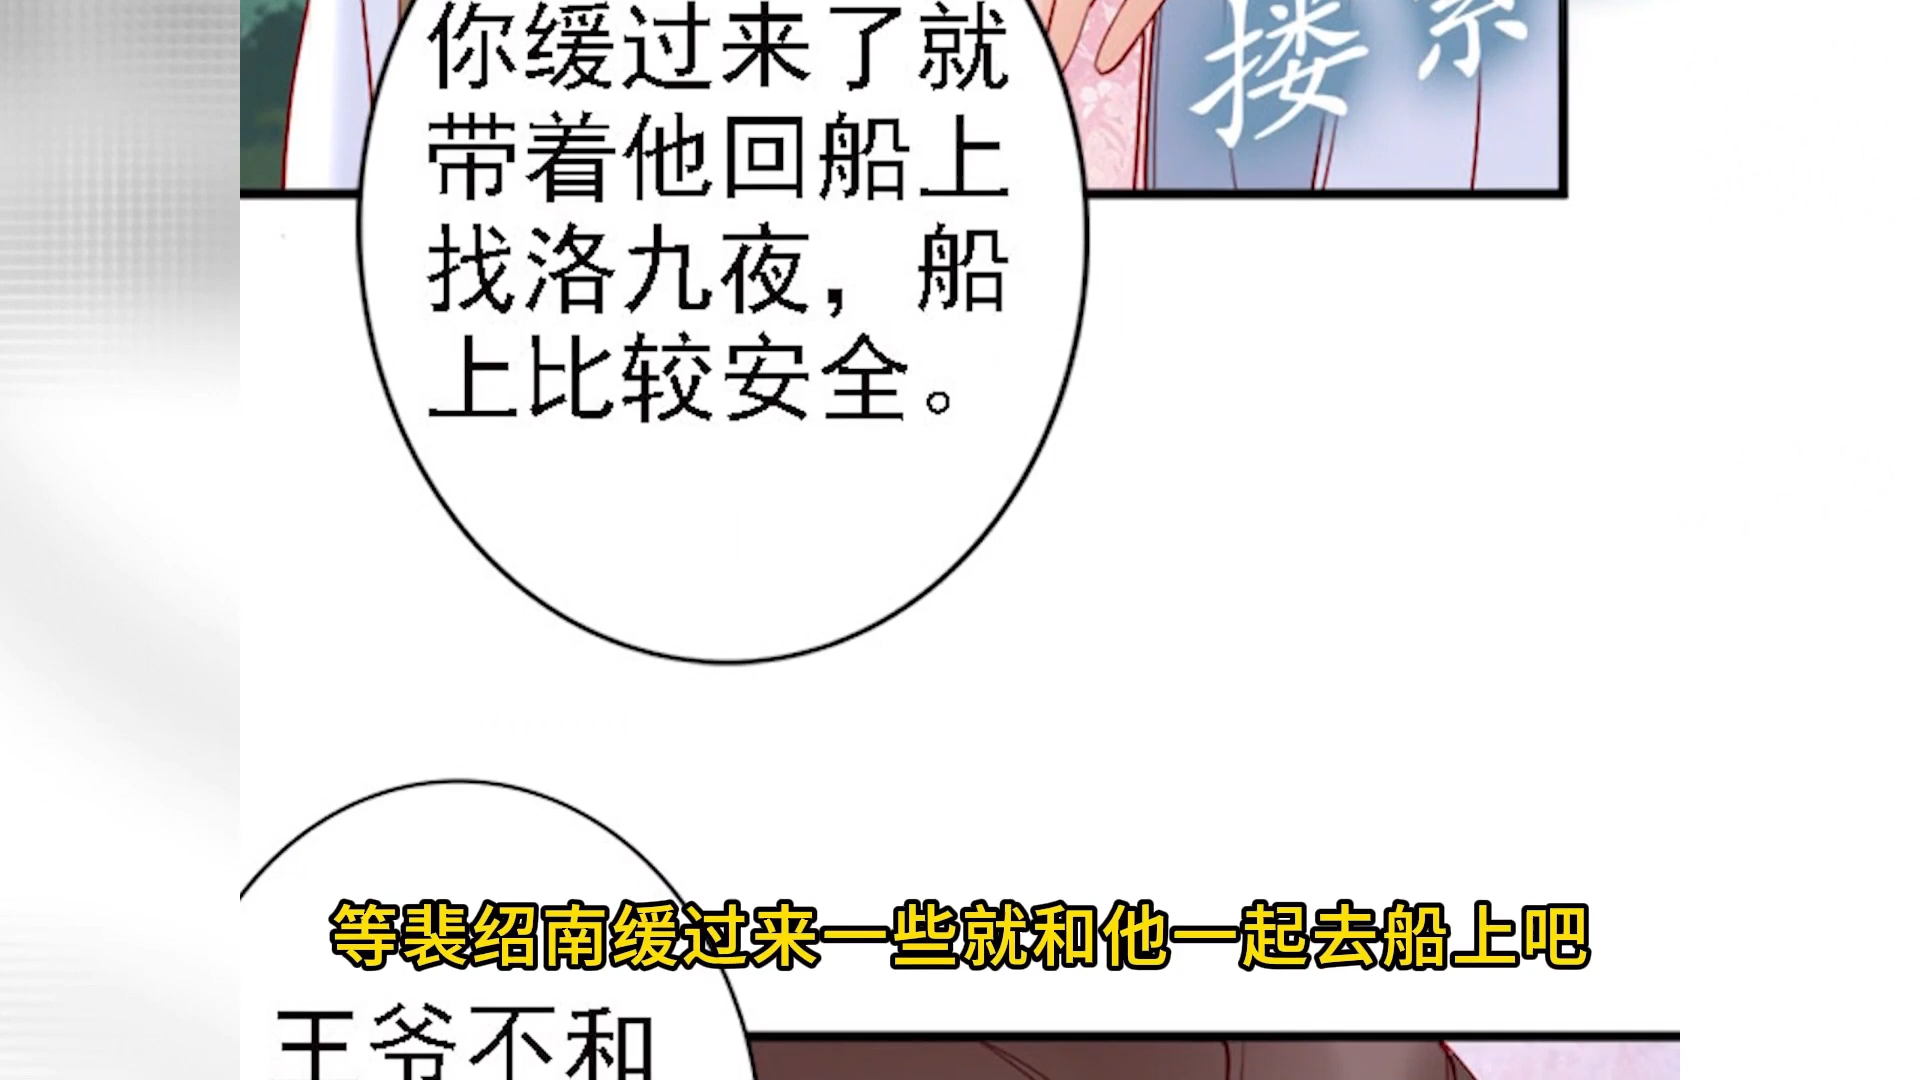 你缓过来了就
带着他回船上
找洛九夜，船
上比较安全。
搂紧
等裴绍南缓过来一些就和他一起去船上吧
王爷不和